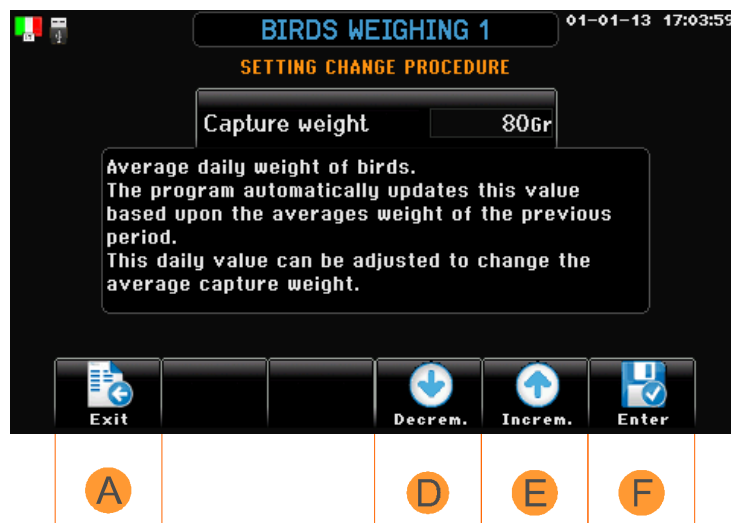 BIRDS WEIGHING 1
01-01-13 17:03:59
SETTING CHANGE PROCEDURE
Capture weight 80Gr
Average daily weight of birds.
The program automatically updates this value
based upon the averages weight of the previous
period.
This daily value can be adjusted to change the
average capture weight.
Exit Decrem. Increm. Enter
A D E F